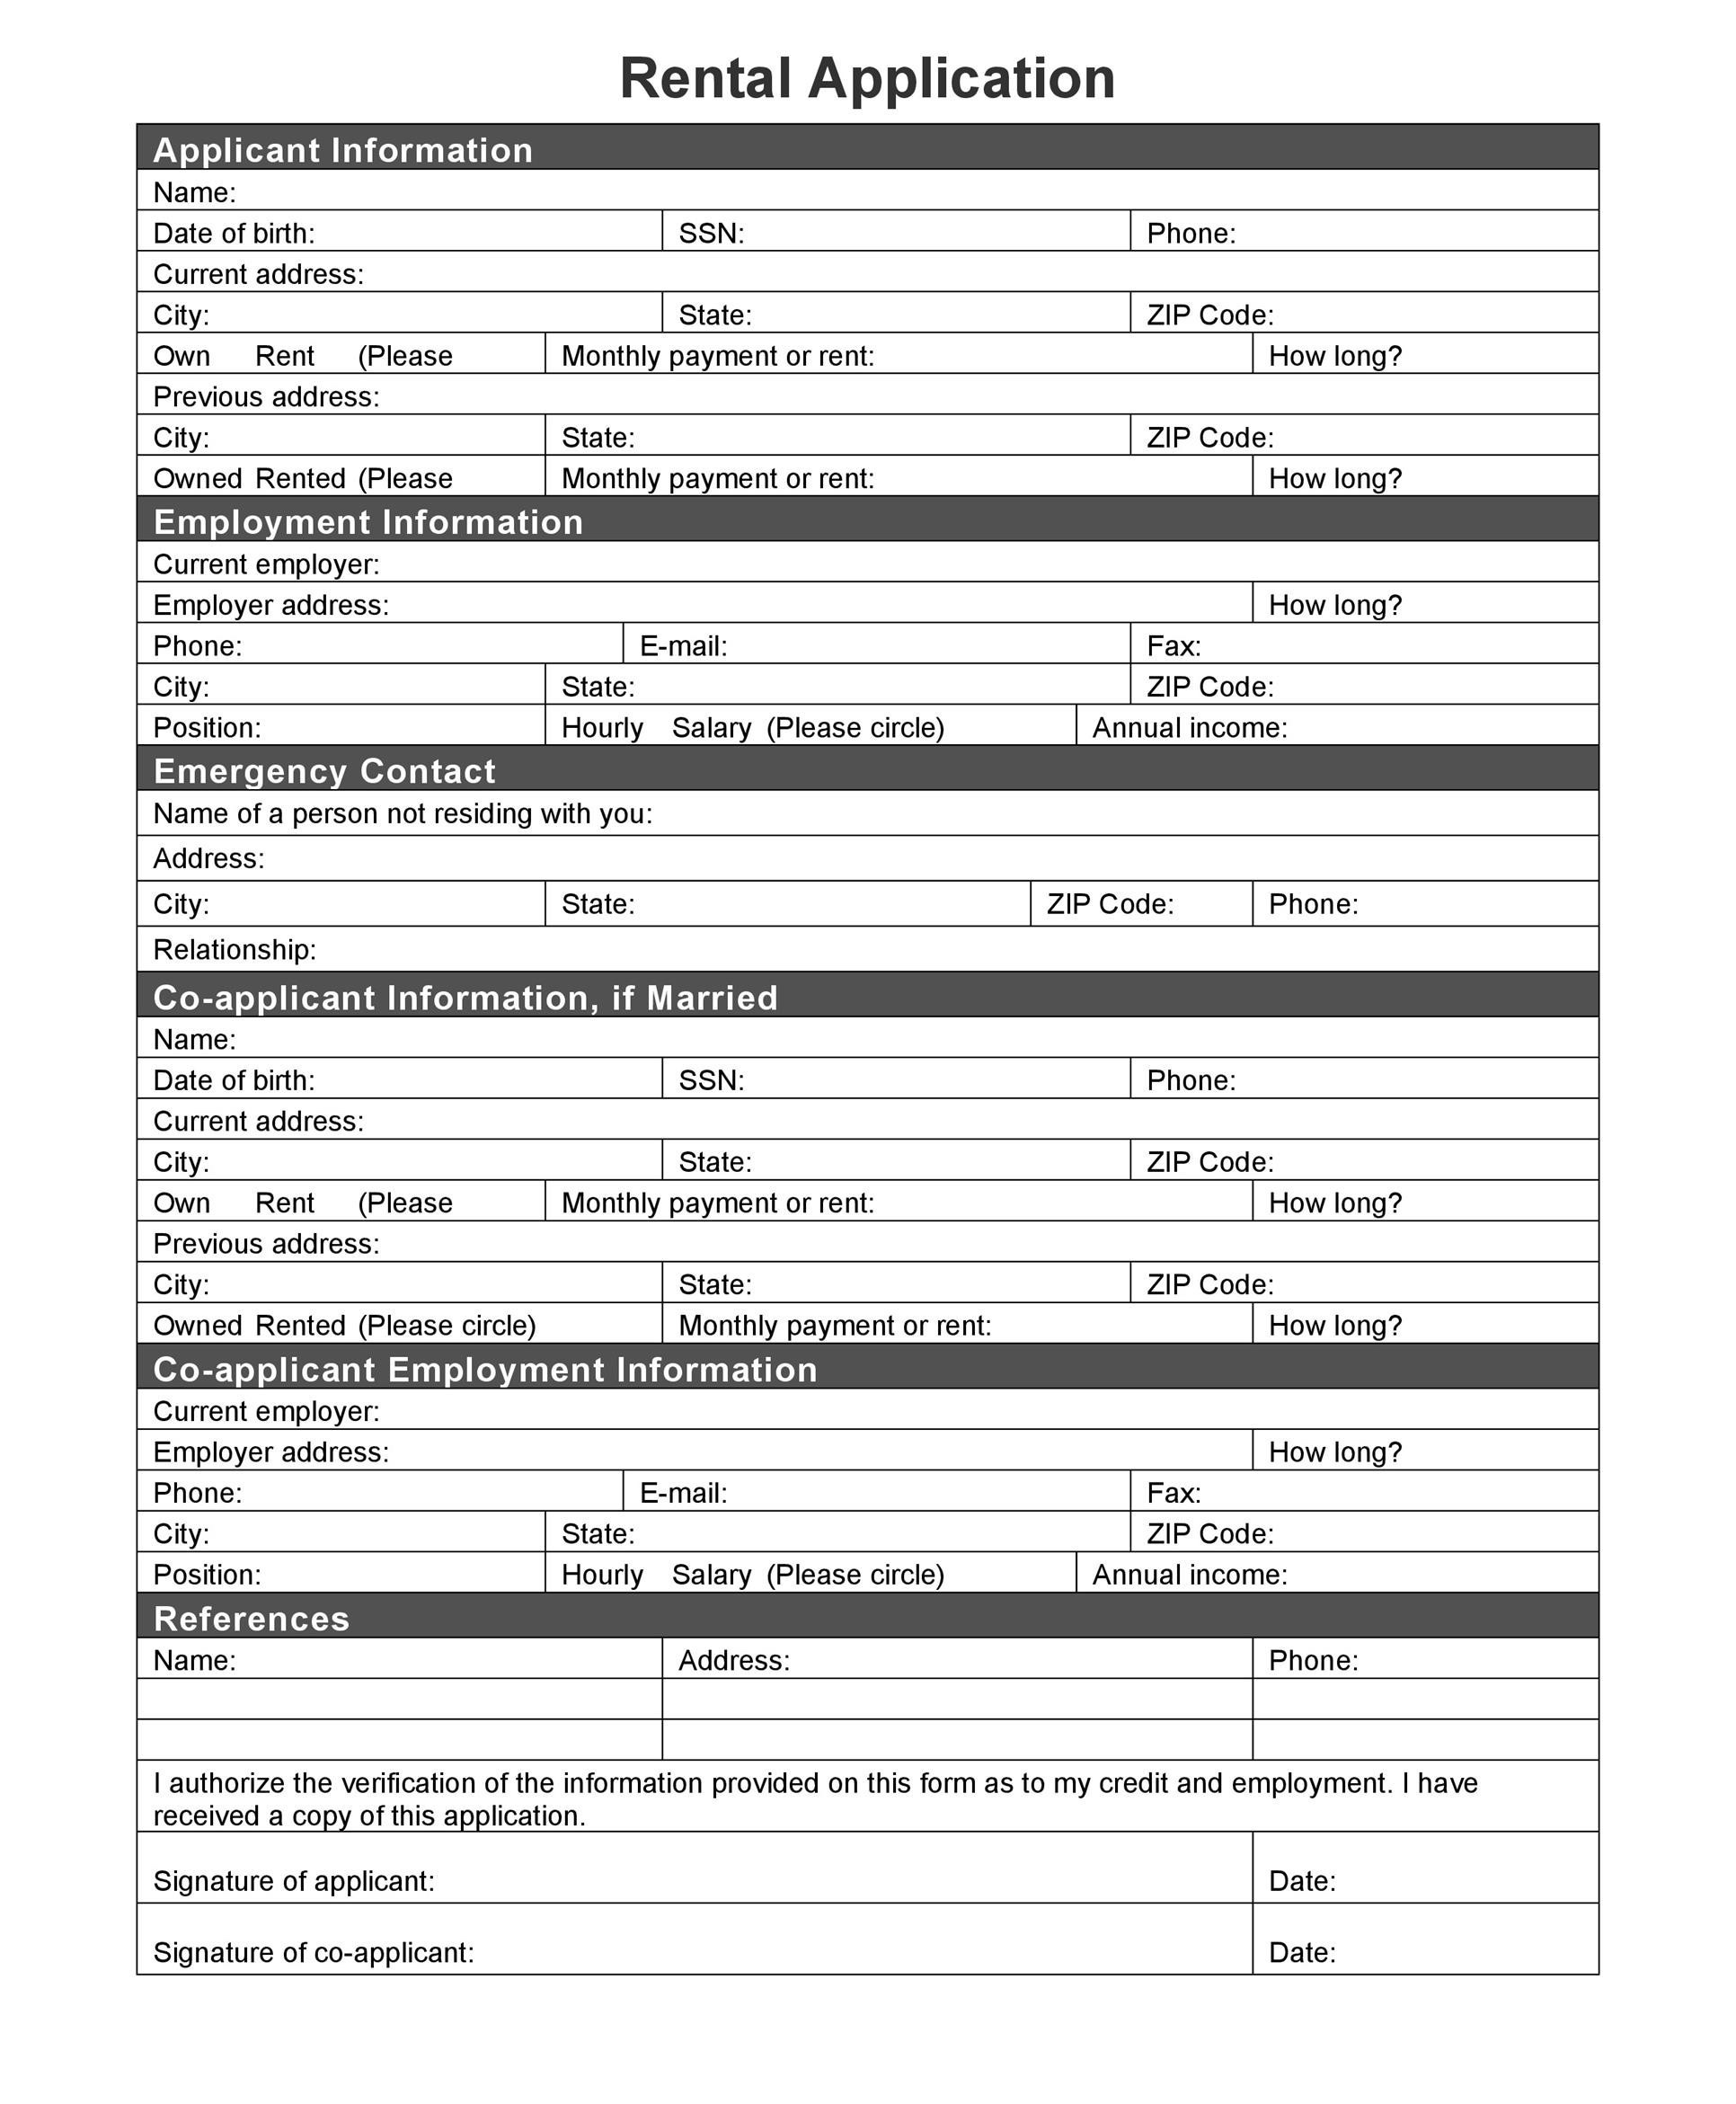 Rental Application
Applicant Information
Name:
Date of birth: SSN: Phone:
Current address:
City: State: ZIP Code:
Own Rent (Please Monthly payment or rent: How long?
Previous address:
City: State: ZIP Code:
Owned Rented (Please Monthly payment or rent: How long?
Employment Information
Current employer:
Employer address: How long?
Phone: E-mail: Fax:
City: State: ZIP Code:
Position: Hourly Salary (Please circle) Annual income:
Emergency Contact
Name of a person not residing with you:
Address:
City: State: ZIP Code: Phone:
Relationship:
Co-applicant Information, if Married
Name:
Date of birth: SSN: Phone:
Current address:
City: State: ZIP Code:
Own Rent (Please Monthly payment or rent: How long?
Previous address:
City: State: ZIP Code:
Owned Rented (Please circle) Monthly payment or rent: How long?
Co-applicant Employment Information
Current employer:
Employer address: How long?
Phone: E-mail: Fax:
City: State: ZIP Code:
Position: Hourly Salary (Please circle) Annual income:
References
Name: Address: Phone:
I authorize the verification of the information provided on this form as to my credit and employment. I have
received a copy of this application.
Signature of applicant: Date:
Signature of co-applicant: Date: